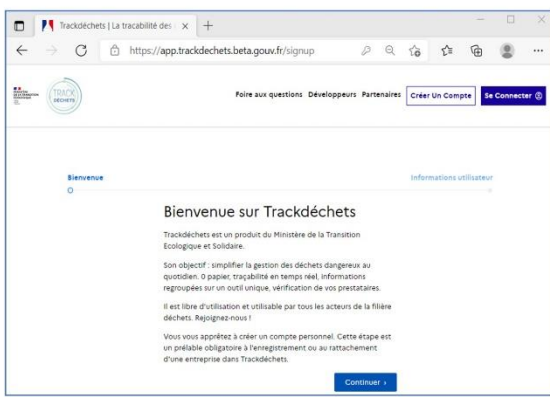 Trackdéchets | La tracabilité des
https://app.trackdechets.beta.gouv.fr/signup
TRACK
DÉCHETS
Foire aux questions Développeurs Partenaires Créer Un Compte Se Connecter
Bienvenue
Informations utilisateur
Bienvenue sur Trackdéchets
Trackdéchets est un produit du Ministère de la Transition
Ecologique et Solidaire.
Son objectif : simplifier la gestion des déchets dangereux au
quotidien. 0 papier, traçabilité en temps réel, informations
regroupées sur un outil unique, vérification de vos prestataires.
Il est libre d'utilisation et utilisable par tous les acteurs de la filière
déchets. Rejoignez-nous !
Vous vous apprêtez à créer un compte personnel. Cette étape est
un préalable obligatoire à l'enregistrement ou au rattachement
d'une entreprise dans Trackdéchets.
Continuer ›